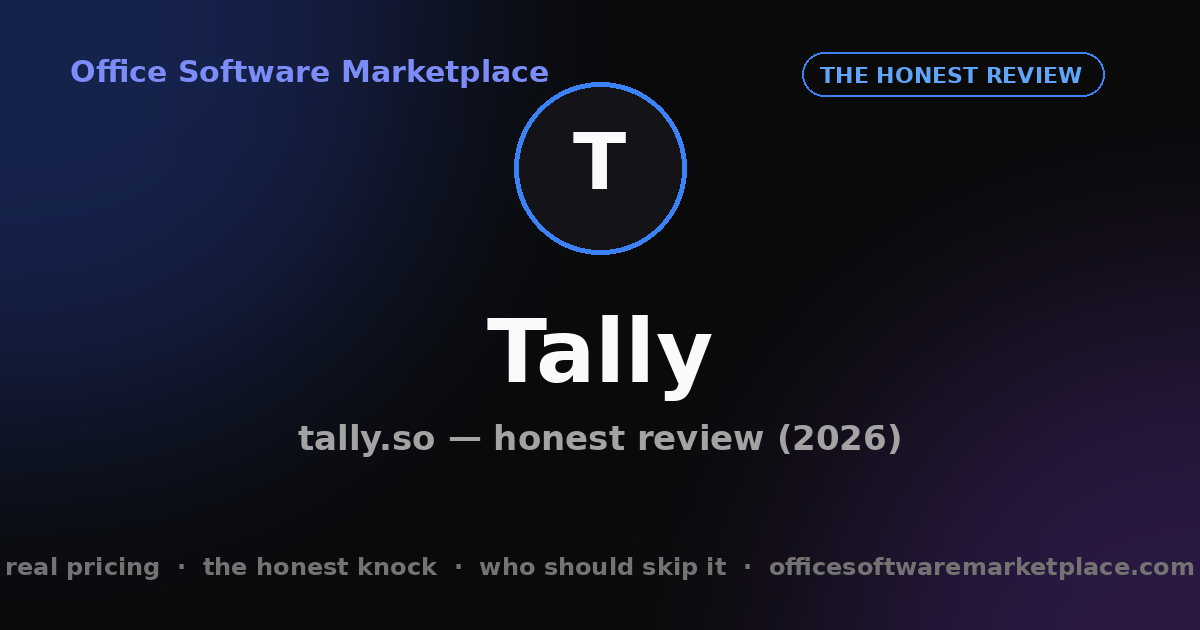 Office Software Marketplace
THE HONEST REVIEW
T
Tally
tally.so — honest review (2026)
real pricing · the honest knock · who should skip it · officesoftwaremarketplace.com